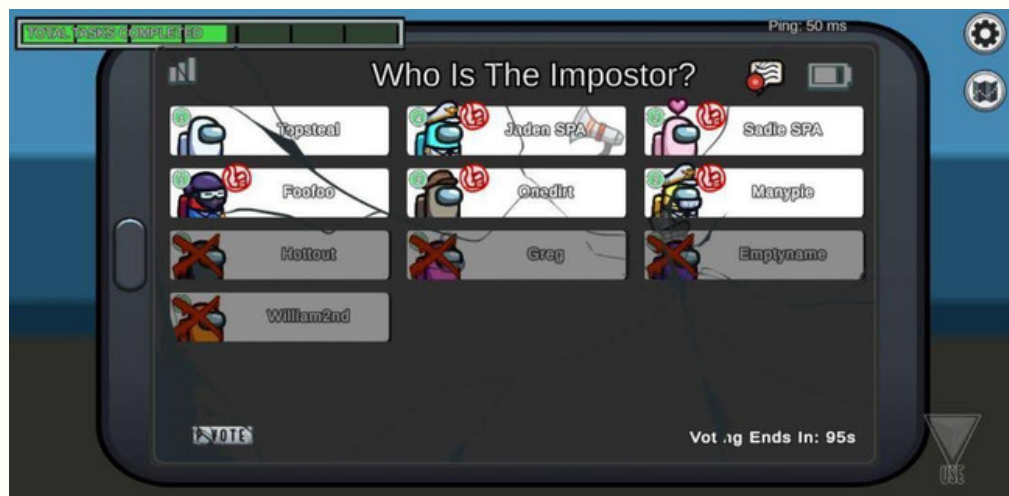 TOTAL TASKS COMPLETED
Ping: 50 ms
Who Is The Impostor?
Topsteal
Jaden SPA
Sadie SPA
Foofoo
Onedirt
Manypie
Hottout
Greg
Emptyname
William2nd
VOTE
Voting Ends In: 95s
USE